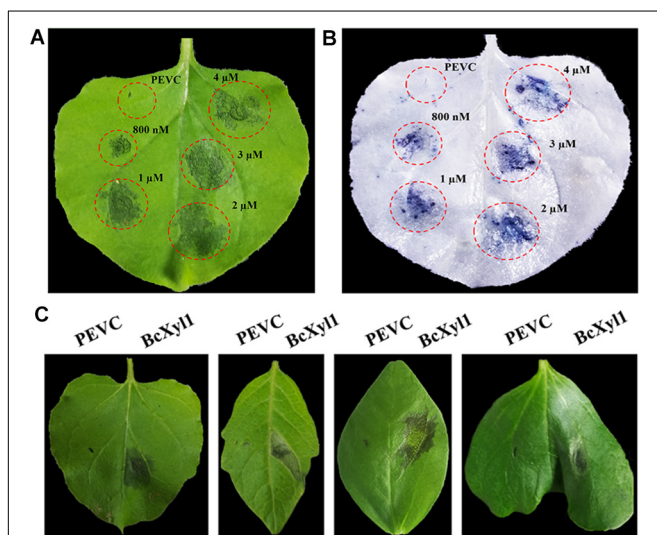 A
PEVC
4 µM
800 nM
3 µM
1 µM
2 µM
B
PEVC
4 µM
800 nM
3 µM
1 µM
2 µM
C
PEVC BcXyl1 PEVC BcXyl1 PEVC BcXyl1 PEVC BcXyl1